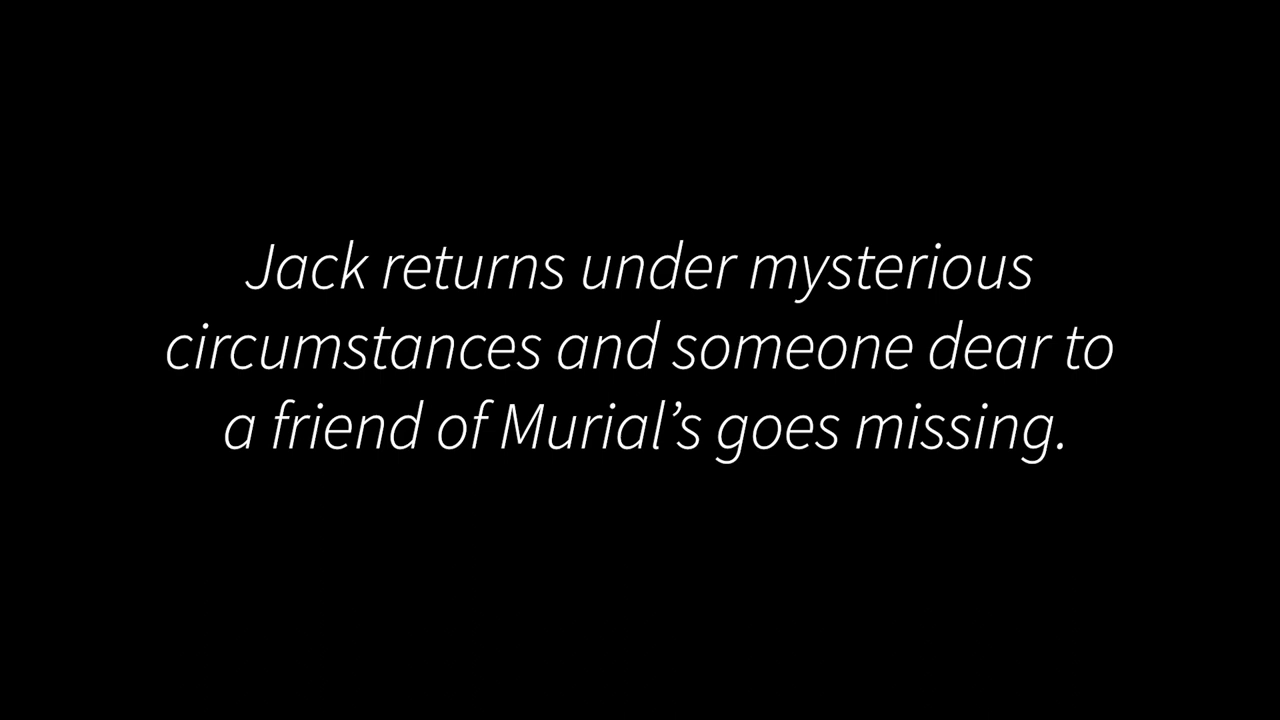 Jack returns under mysterious
circumstances and someone dear to
a friend of Murial’s goes missing.